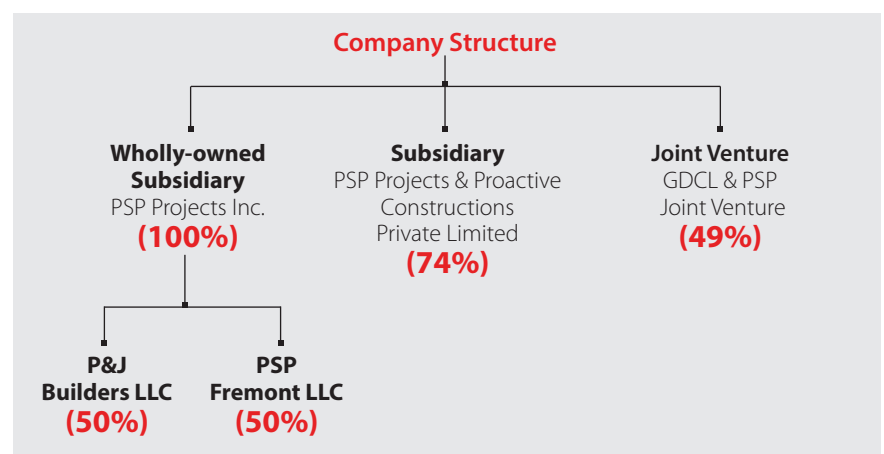 Company Structure
Wholly-owned
Subsidiary
PSP Projects Inc.
(100%)
Subsidiary
PSP Projects & Proactive
Constructions
Private Limited
(74%)
Joint Venture
GDCL & PSP
Joint Venture
(49%)
P&J
Builders LLC
(50%)
PSP
Fremont LLC
(50%)